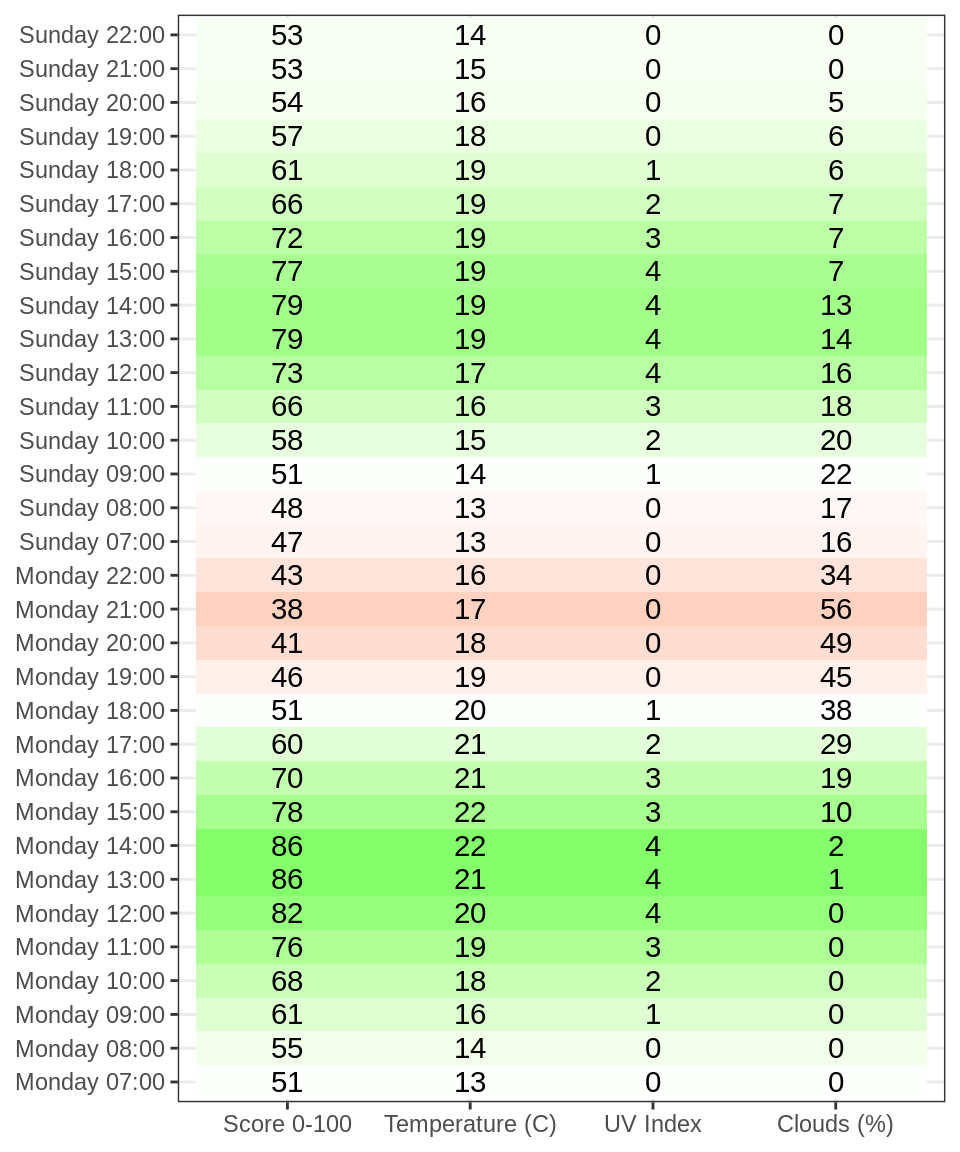 Sunday 22:00 53 14 0 0
Sunday 21:00 53 15 0 0
Sunday 20:00 54 16 0 5
Sunday 19:00 57 18 0 6
Sunday 18:00 61 19 1 6
Sunday 17:00 66 19 2 7
Sunday 16:00 72 19 3 7
Sunday 15:00 77 19 4 7
Sunday 14:00 79 19 4 13
Sunday 13:00 79 19 4 14
Sunday 12:00 73 17 4 16
Sunday 11:00 66 16 3 18
Sunday 10:00 58 15 2 20
Sunday 09:00 51 14 1 22
Sunday 08:00 48 13 0 17
Sunday 07:00 47 13 0 16
Monday 22:00 43 16 0 34
Monday 21:00 38 17 0 56
Monday 20:00 41 18 0 49
Monday 19:00 46 19 0 45
Monday 18:00 51 20 1 38
Monday 17:00 60 21 2 29
Monday 16:00 70 21 3 19
Monday 15:00 78 22 3 10
Monday 14:00 86 22 4 2
Monday 13:00 86 21 4 1
Monday 12:00 82 20 4 0
Monday 11:00 76 19 3 0
Monday 10:00 68 18 2 0
Monday 09:00 61 16 1 0
Monday 08:00 55 14 0 0
Monday 07:00 51 13 0 0
Score 0-100 Temperature (C) UV Index Clouds (%)